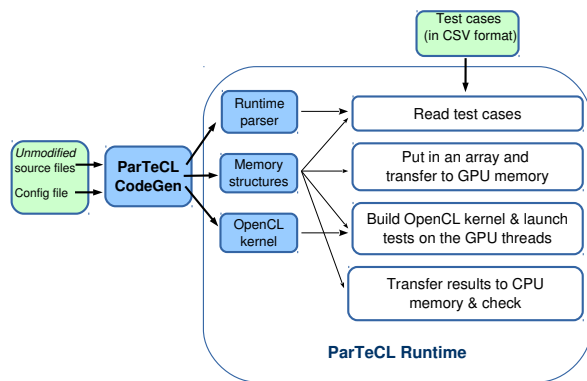 Test cases
(in CSV format)
Runtime
parser
Read test cases
Unmodified
source files
Config file
ParTeCL
CodeGen
Memory
structures
Put in an array and
transfer to GPU memory
OpenCL
kernel
Build OpenCL kernel & launch
tests on the GPU threads
Transfer results to CPU
memory & check
ParTeCL Runtime